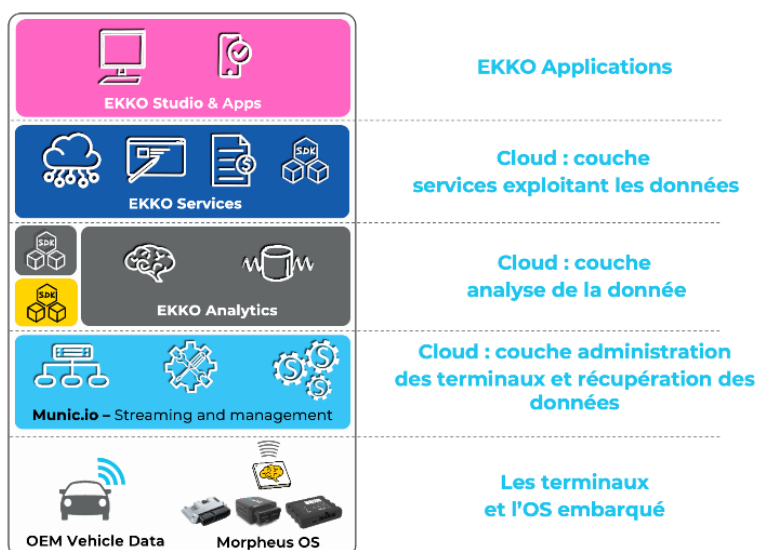 EKKO Studio & Apps
EKKO Applications
SDK
EKKO Services
Cloud : couche
services exploitant les données
SDK
SDK
EKKO Analytics
Cloud : couche
analyse de la donnée
Munic.io – Streaming and management
Cloud : couche administration
des terminaux et récupération des
données
OEM Vehicle Data
Morpheus OS
Les terminaux
et l’OS embarqué